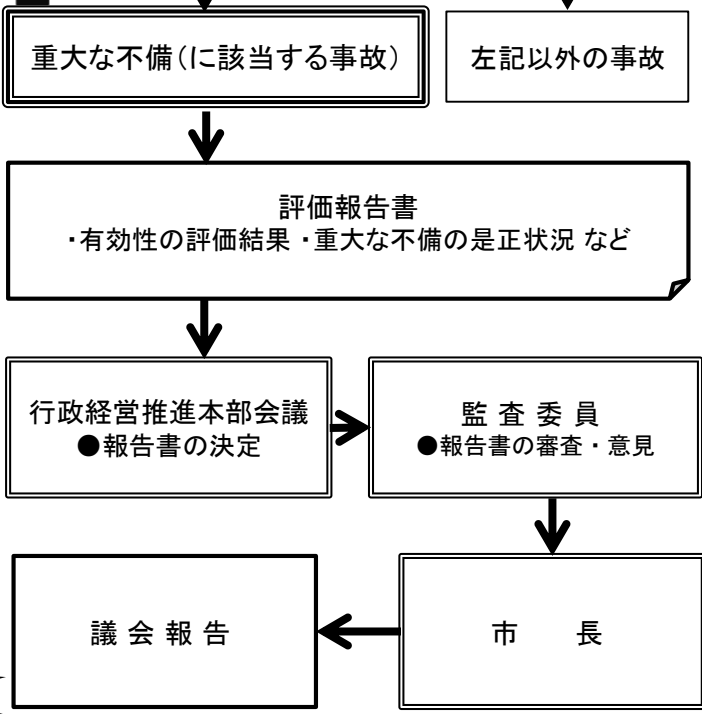 重大な不備(に該当する事故)
左記以外の事故
評価報告書
・有効性の評価結果 ・重大な不備の是正状況 など
行政経営推進本部会議
●報告書の決定
監 査 委 員
●報告書の審査・意見
議 会 報 告
市 長